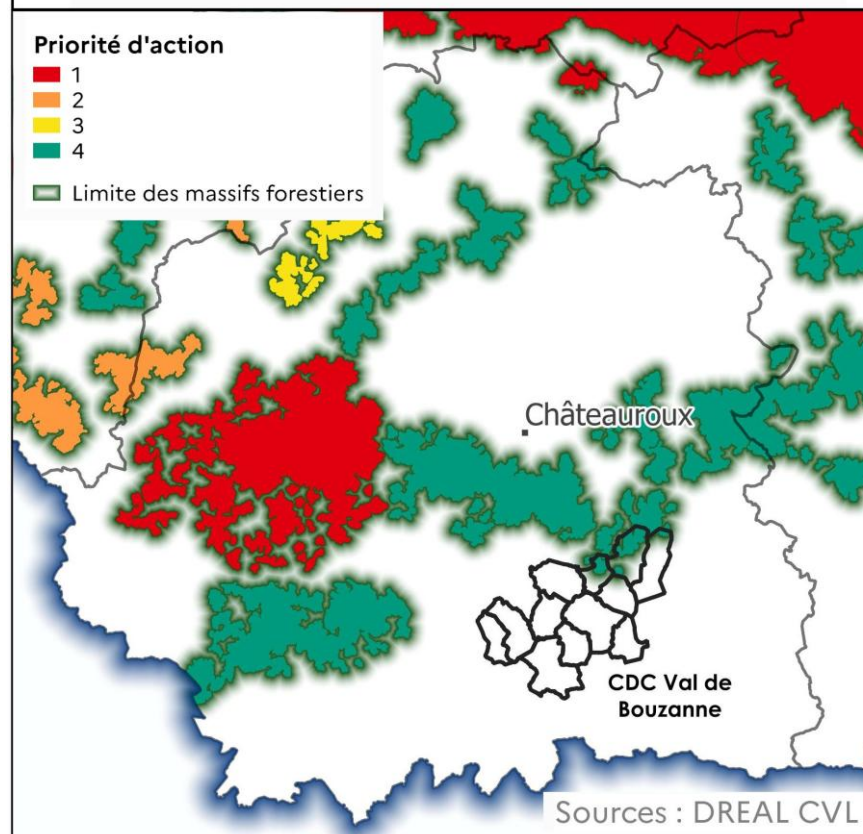 Priorité d'action
1
2
3
4
Limite des massifs forestiers
Châteauroux
CDC Val de
Bouzanne
Sources : DREAL CVL